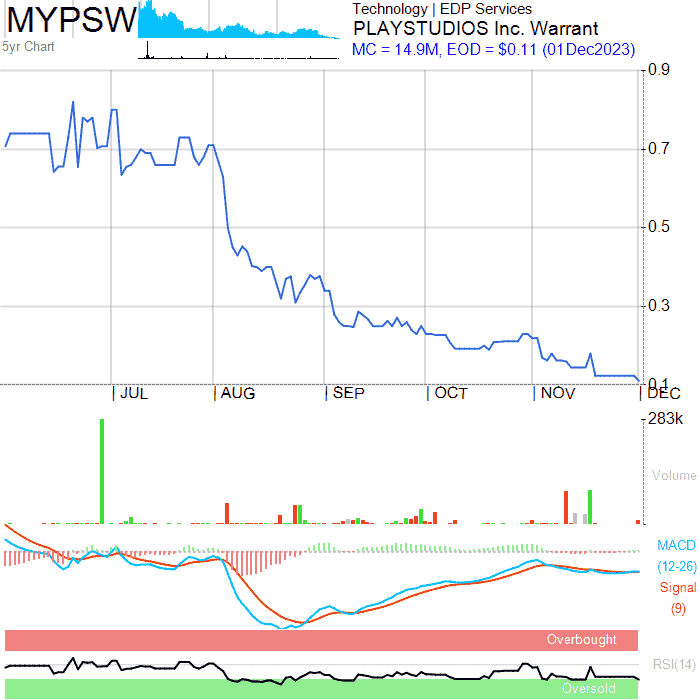 MYPSW
5yr Chart
Technology | EDP Services
PLAYSTUDIOS Inc. Warrant
MC = 14.9M, EOD = $0.11 (01Dec2023)
0.9
0.7
0.5
0.3
0.1
JUL
AUG
SEP
OCT
NOV
DEC
283k
Volume
MACD
(12-26)
Signal
(9)
Overbought
RSI(14)
Oversold